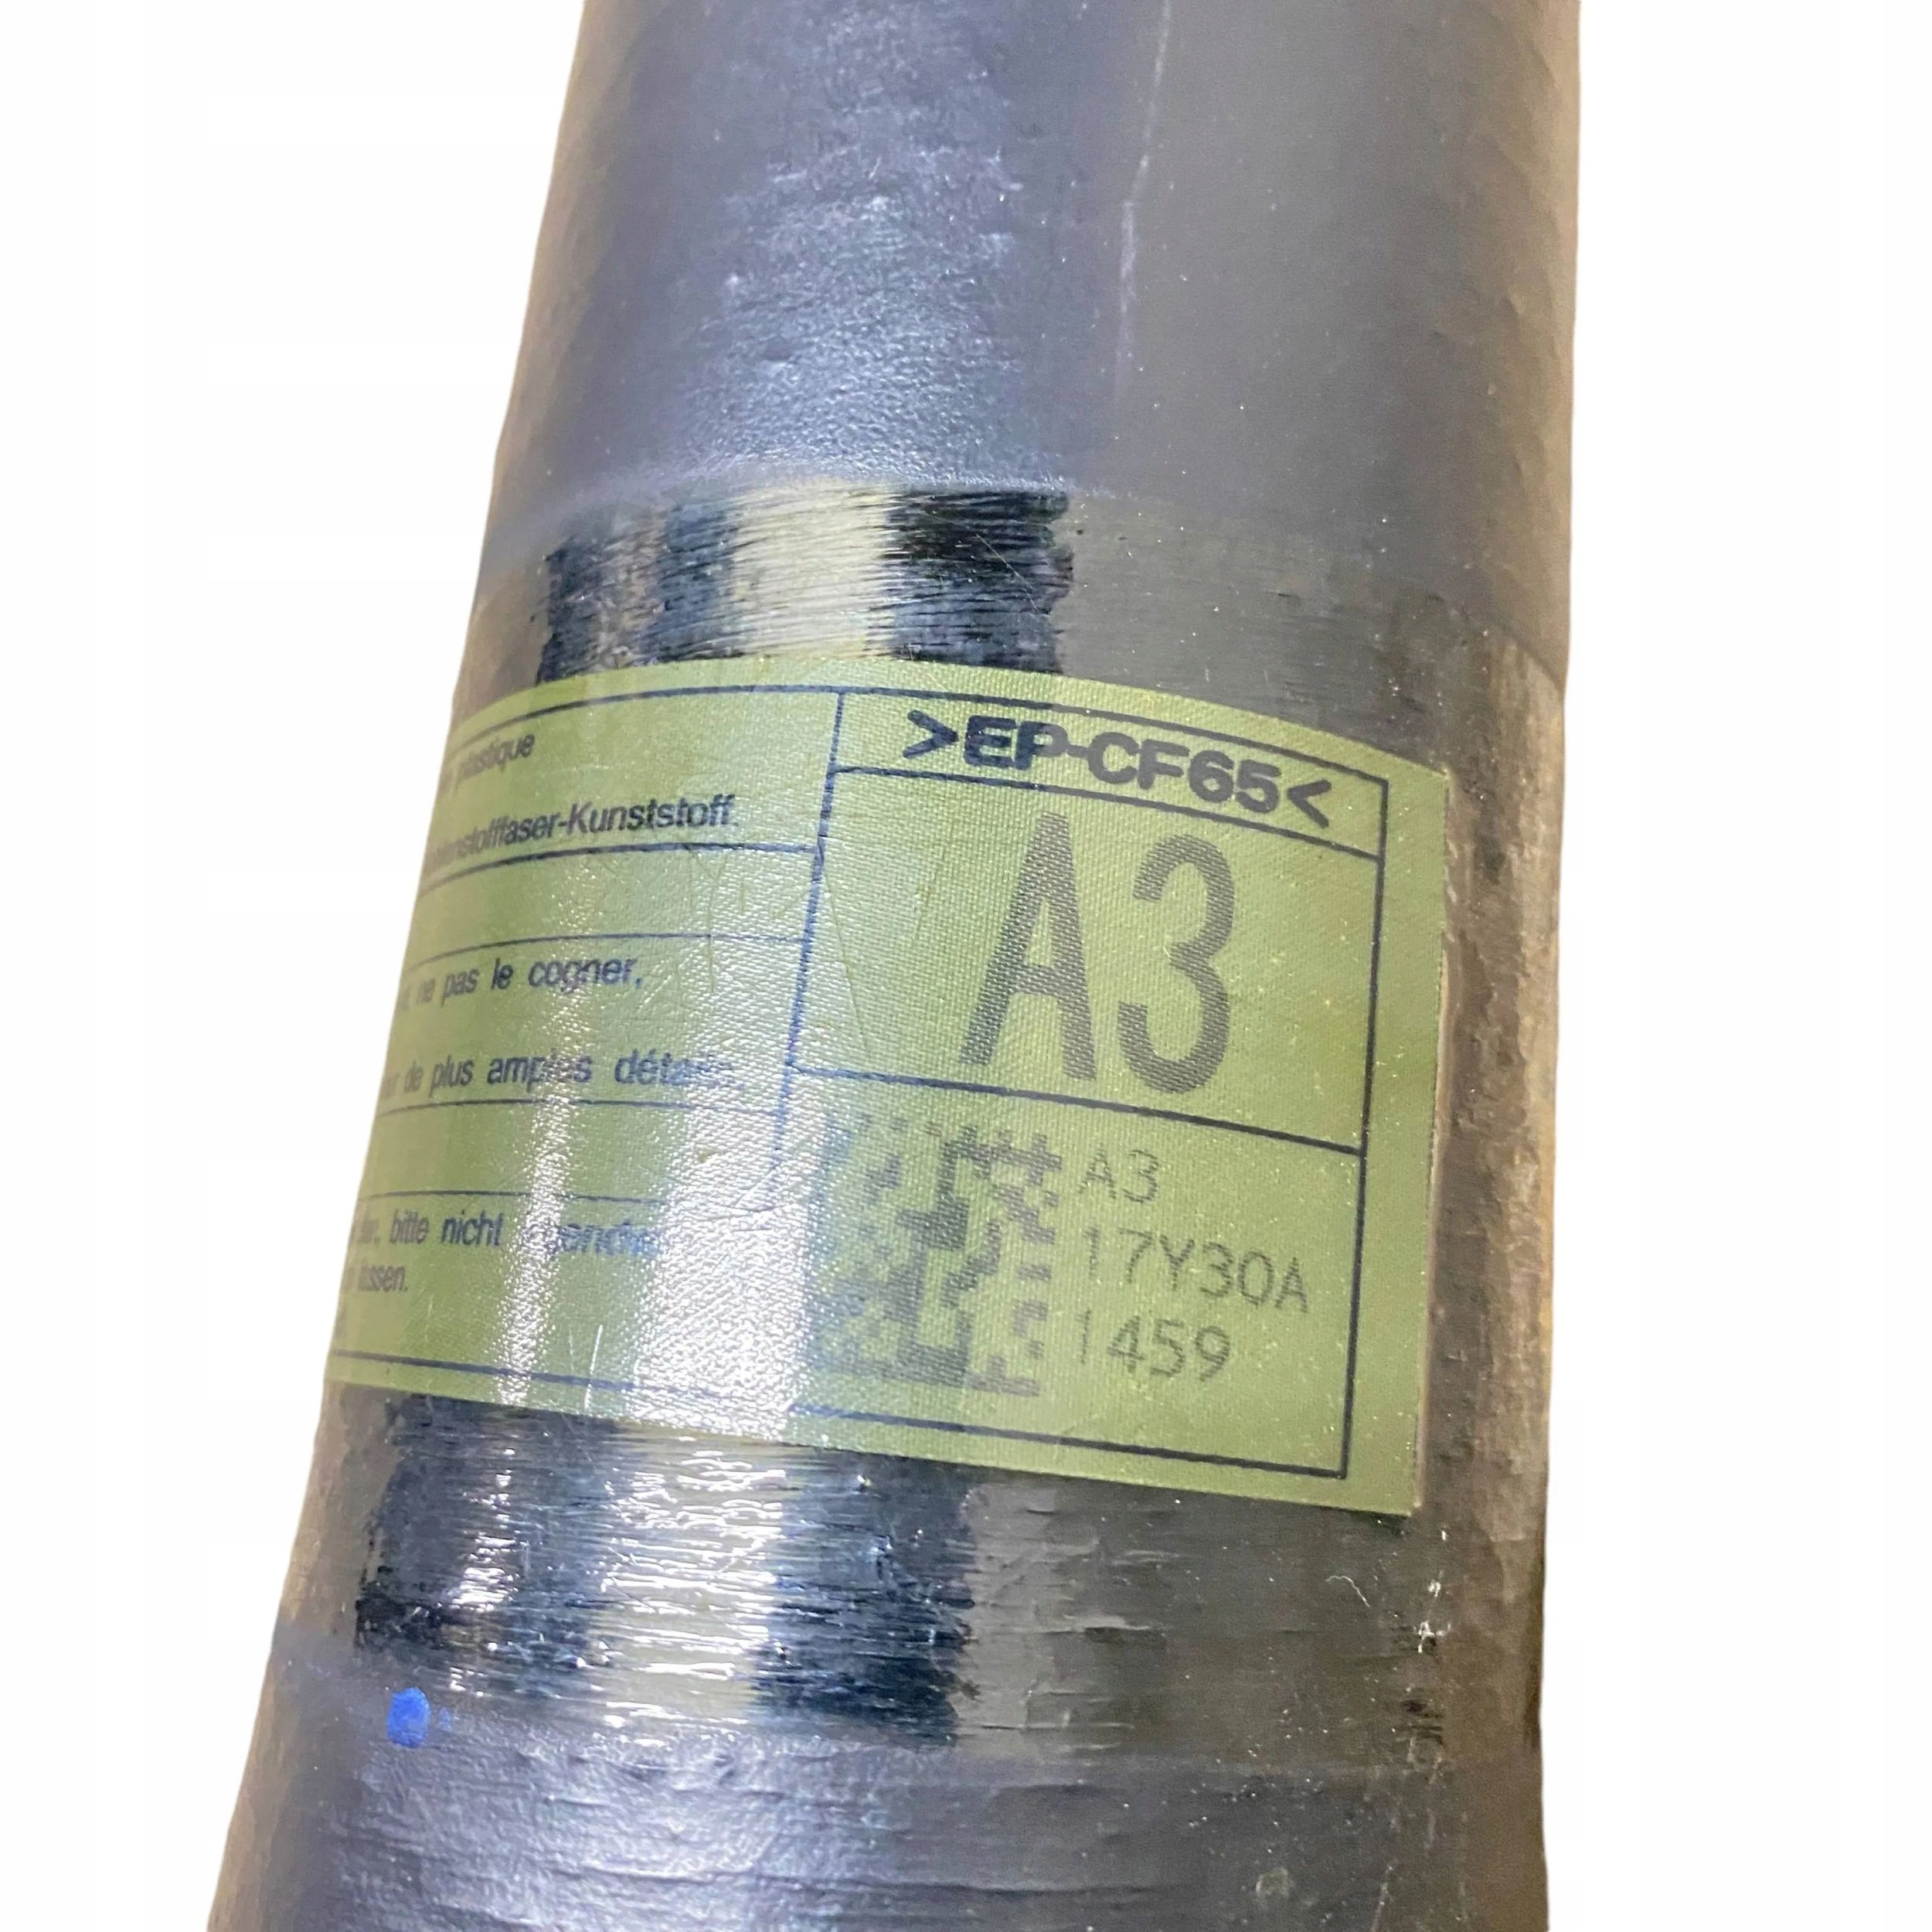 plastique
-Kunststoff.
>EP-CF65<
A3
ne pas le cogner,
de plus amples détails.
bitte nicht
lassen.
A3
17Y30A
1459